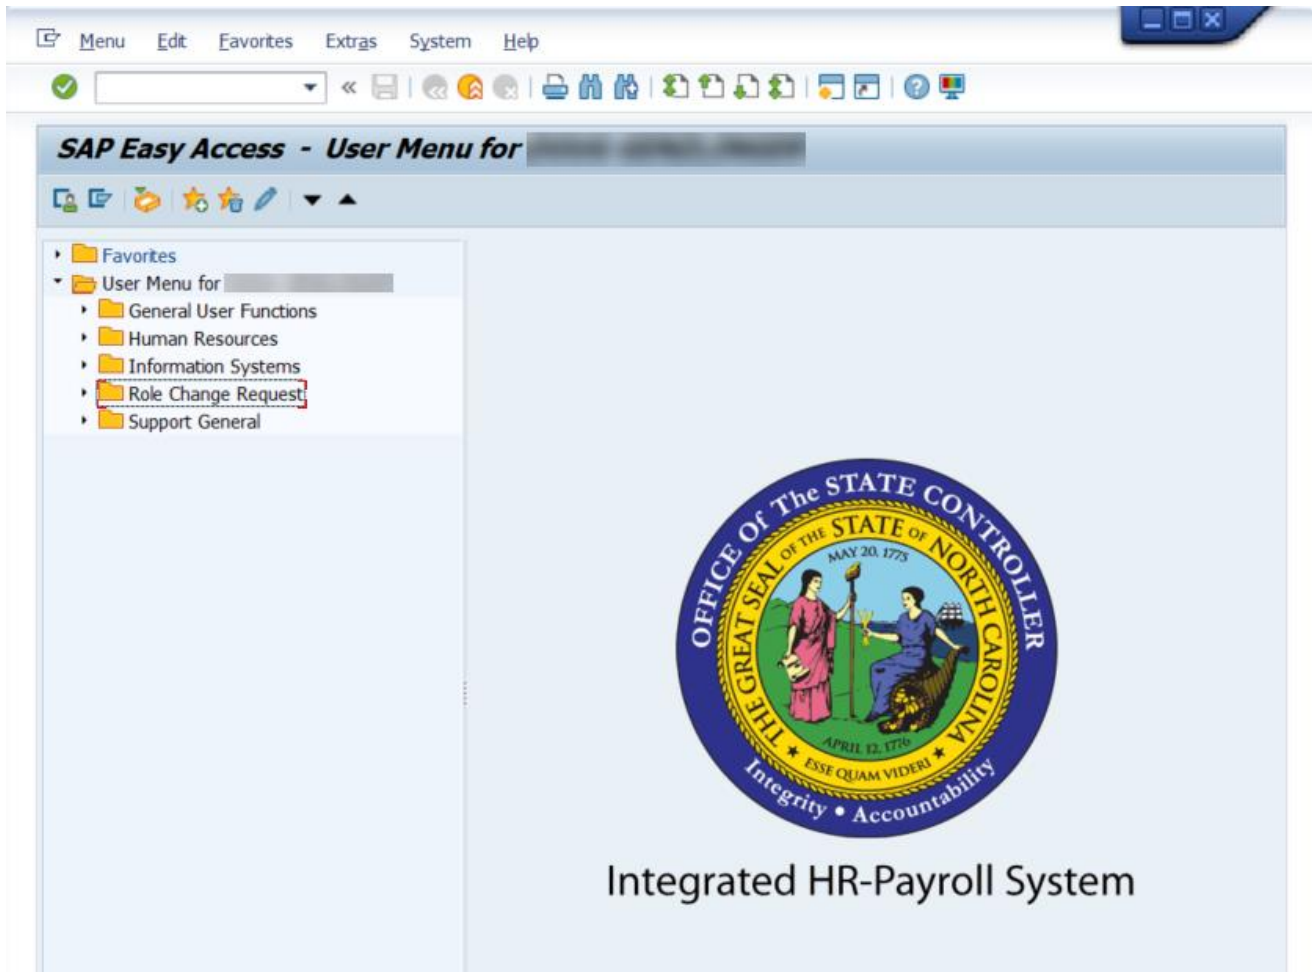 Menu Edit Favorites Extras System Help
SAP Easy Access - User Menu for
Favorites
User Menu for
General User Functions
Human Resources
Information Systems
Role Change Request
Support General
Office Of The STATE CONTROLLER
THE GREAT SEAL OF THE STATE OF NORTH CAROLINA
MAY 20, 1775
APRIL 12, 1776
ESSE QUAM VIDERI
Integrity • Accountability
Integrated HR-Payroll System